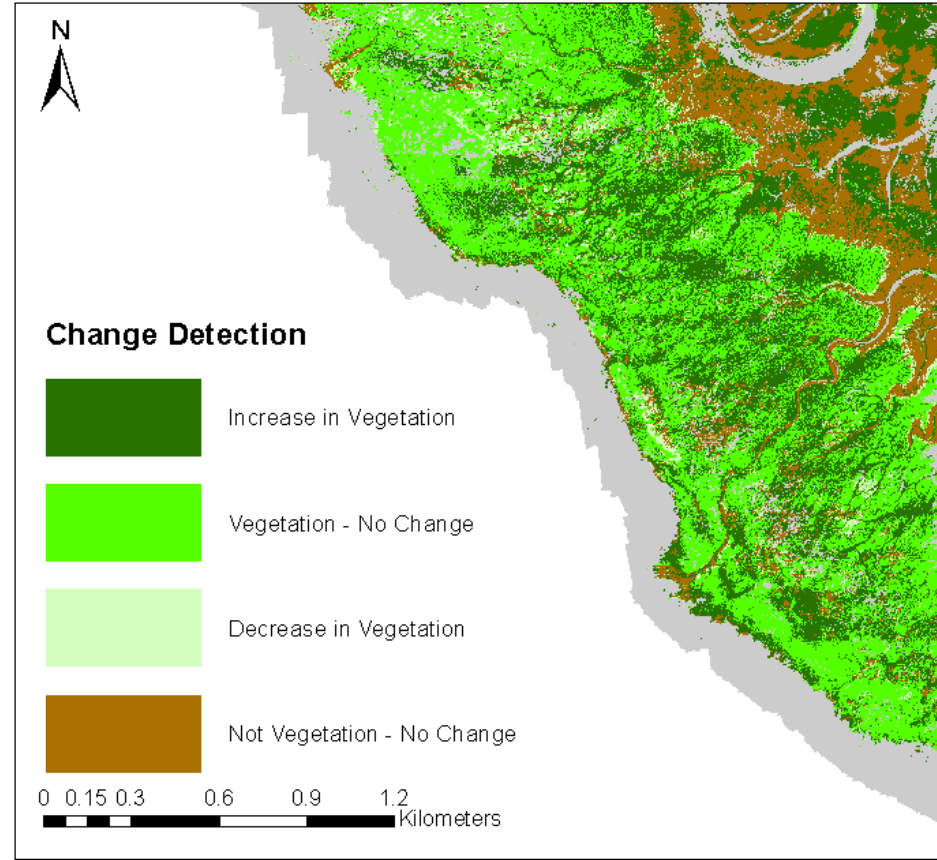 N
Change Detection
Increase in Vegetation
Vegetation - No Change
Decrease in Vegetation
Not Vegetation - No Change
0 0.15 0.3 0.6 0.9 1.2
Kilometers